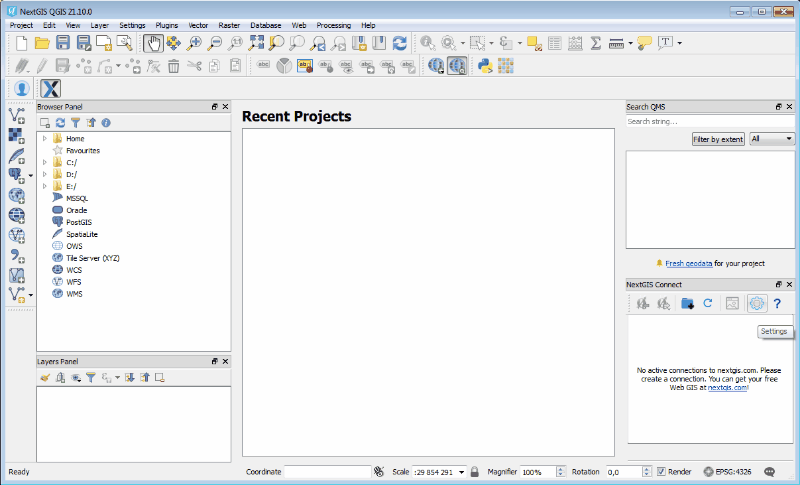 NextGIS QGIS Z1.10.0
Project Edit View Layer Settings Plugins Vector Raster Database Web Processing Help
Browser Panel
Home
Favourites
C:/
D:/
E:/
MSSQL
Oracle
PostGIS
SpatiaLite
OWS
Tile Server (XYZ)
WCS
WFS
WMS
Layers Panel
Recent Projects
Search QMS
Search string...
Filter by extent All
Fresh geodata for your project
NextGIS Connect
Settings
No active connections to nextgis.com. Please
create a connection. You can get your free
Web GIS at nextgis.com!
Ready Coordinate Scale :29 854 291 Magnifier 100% Rotation 0,0 Render EPSG:4326